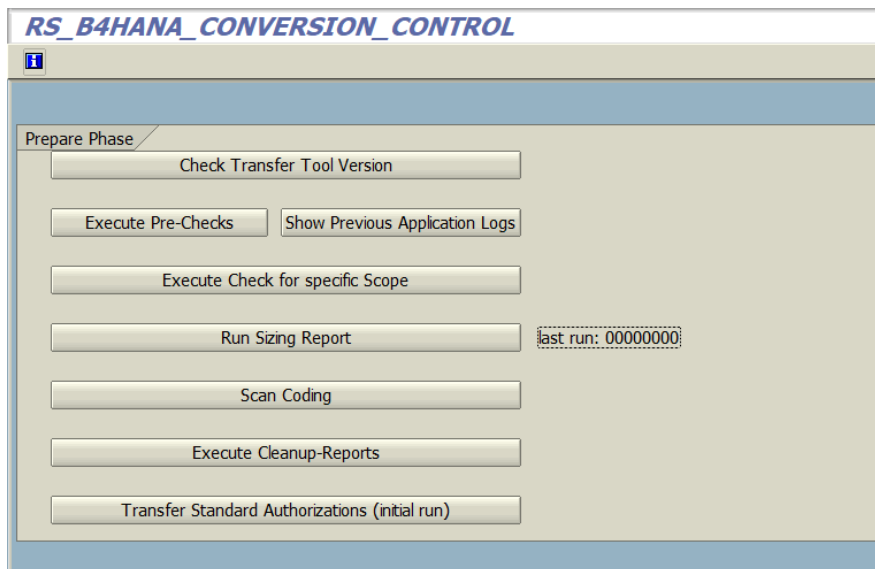 RS_B4HANA_CONVERSION_CONTROL
Prepare Phase
Check Transfer Tool Version
Execute Pre-Checks Show Previous Application Logs
Execute Check for specific Scope
Run Sizing Report last run: 00000000
Scan Coding
Execute Cleanup-Reports
Transfer Standard Authorizations (initial run)